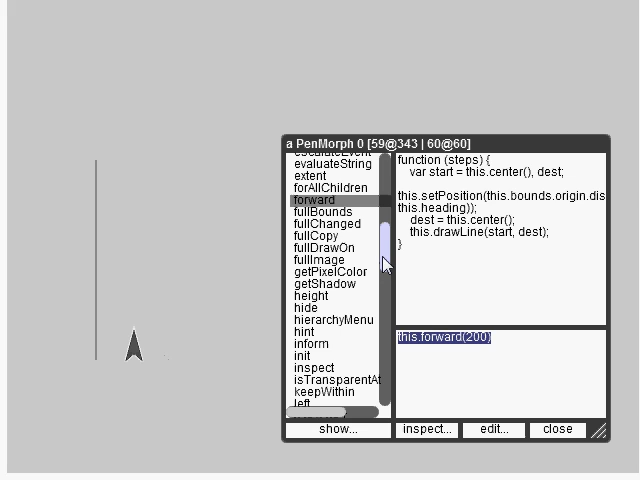 a PenMorph 0 [59@343 | 60@60]
escalateEvent
evaluateString
extent
forAllChildren
forward
fullBounds
fullChanged
fullCopy
fullDrawOn
fullImage
getPixelColor
getShadow
height
hide
hierarchyMenu
hint
inform
init
inspect
isTransparentAt
keepWithin
left
function (steps) {
var start = this.center(), dest;
this.setPosition(this.bounds.origin.dis
this.heading));
dest = this.center();
this.drawLine(start, dest);
}
this.forward(200)
show...
inspect...
edit...
close